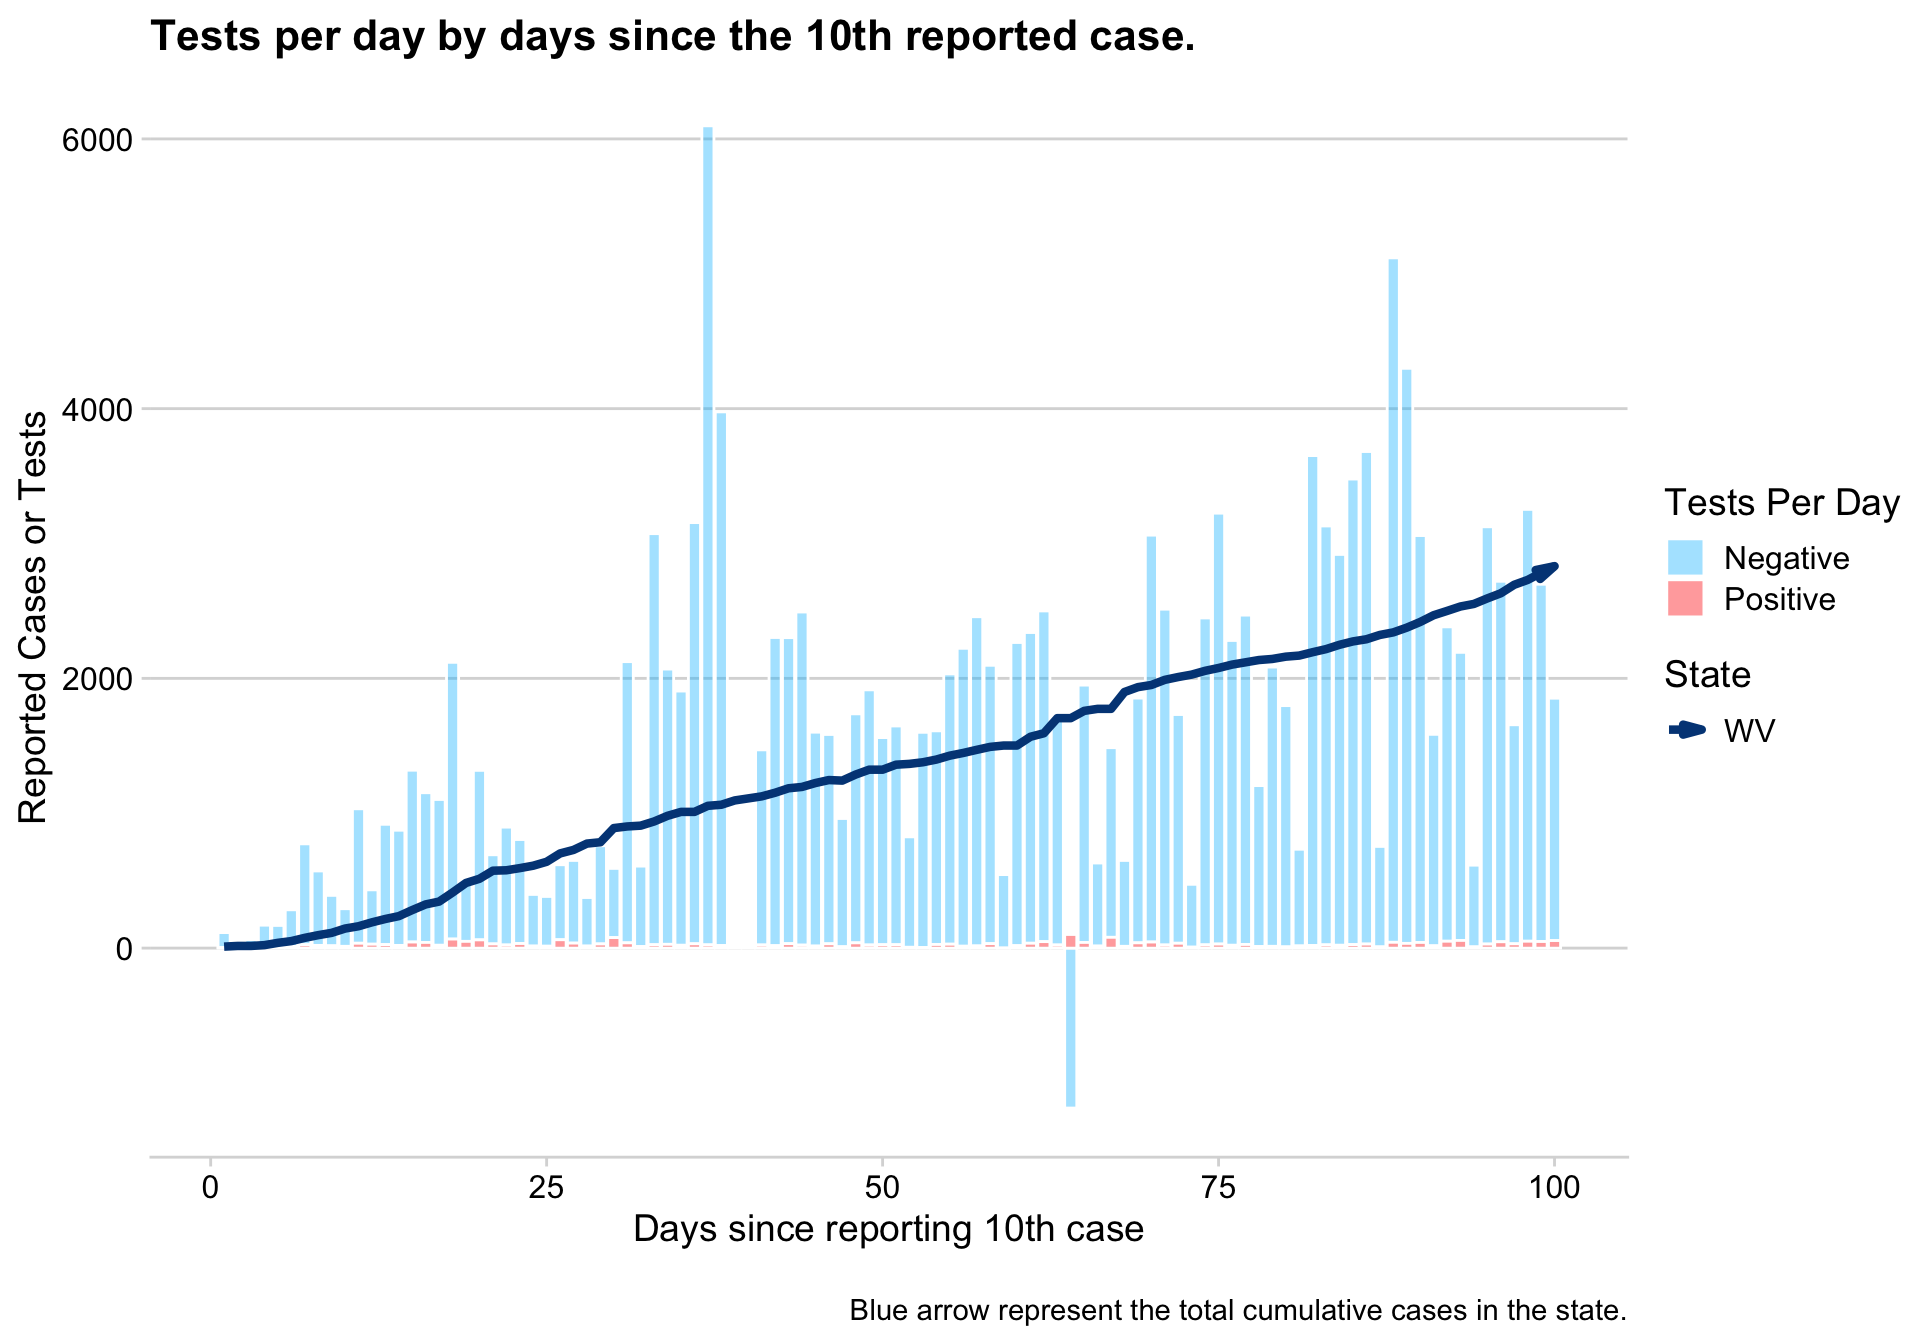 Tests per day by days since the 10th reported case.
6000
4000
2000
0
Reported Cases or Tests
0 25 50 75 100
Days since reporting 10th case
Tests Per Day
Negative
Positive
State
WV
Blue arrow represent the total cumulative cases in the state.